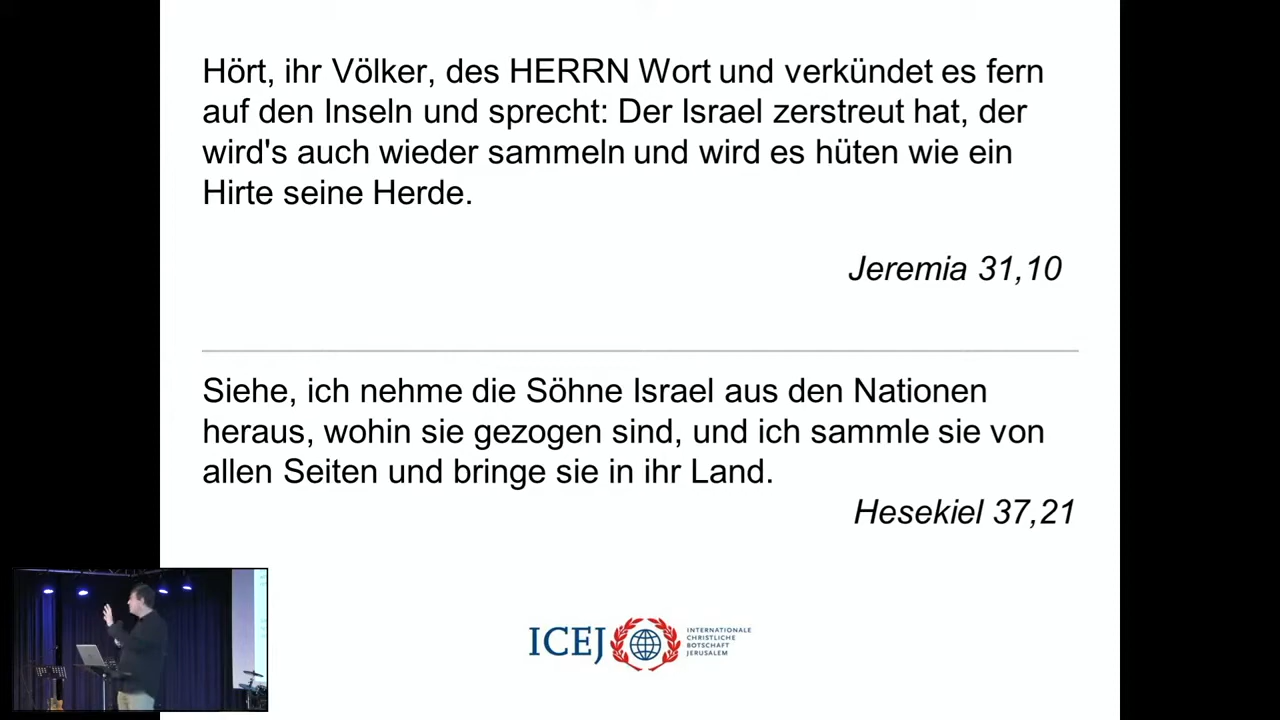 Hört, ihr Völker, des HERRN Wort und verkündet es fern
auf den Inseln und sprecht: Der Israel zerstreut hat, der
wird's auch wieder sammeln und wird es hüten wie ein
Hirte seine Herde.
Jeremia 31,10
Siehe, ich nehme die Söhne Israel aus den Nationen
heraus, wohin sie gezogen sind, und ich sammle sie von
allen Seiten und bringe sie in ihr Land.
Hesekiel 37,21
ICEJ
INTERNATIONALE
CHRISTLICHE
BOTSCHAFT
JERUSALEM